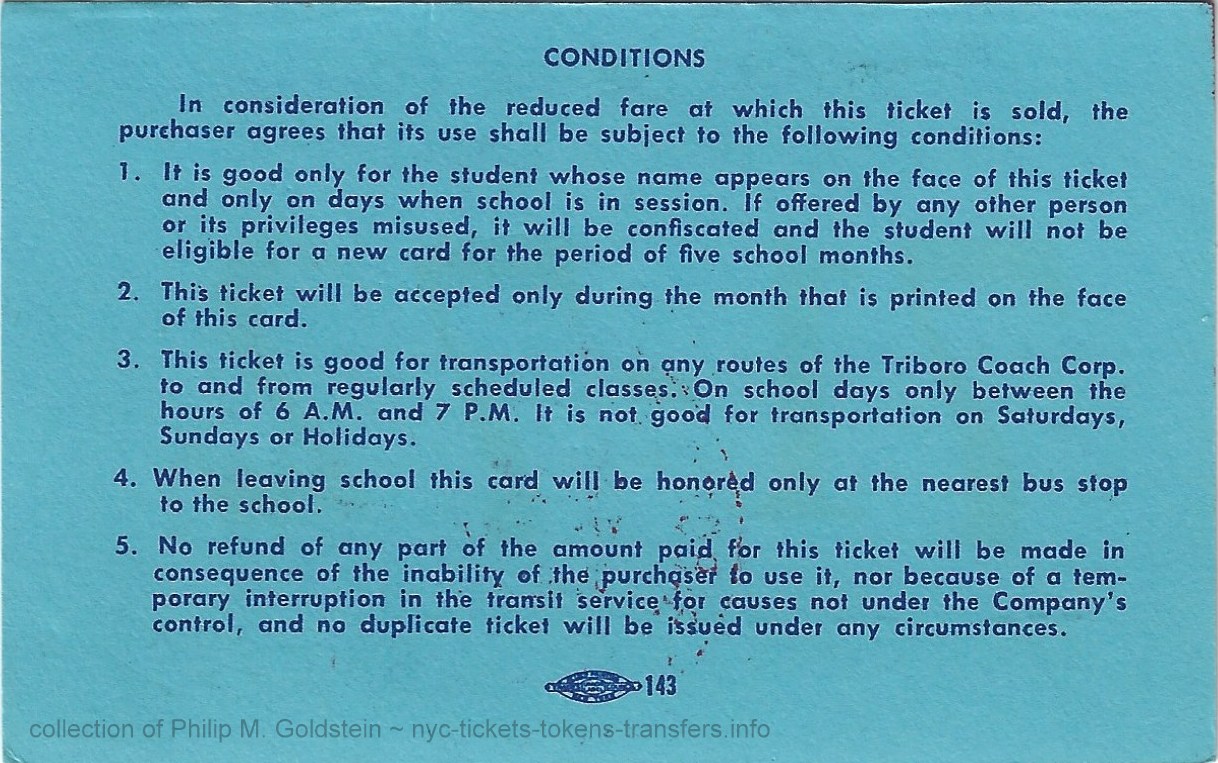 CONDITIONS
In consideration of the reduced fare at which this ticket is sold, the
purchaser agrees that its use shall be subject to the following conditions:
1. It is good only for the student whose name appears on the face of this ticket
and only on days when school is in session. If offered by any other person
or its privileges misused, it will be confiscated and the student will not be
eligible for a new card for the period of five school months.
2. This ticket will be accepted only during the month that is printed on the face
of this card.
3. This ticket is good for transportation on any routes of the Triboro Coach Corp.
to and from regularly scheduled classes. On school days only between the
hours of 6 A.M. and 7 P.M. It is not good for transportation on Saturdays,
Sundays or Holidays.
4. When leaving school this card will be honored only at the nearest bus stop
to the school.
5. No refund of any part of the amount paid for this ticket will be made in
consequence of the inability of the purchaser to use it, nor because of a tem-
porary interruption in the transit service for causes not under the Company's
control, and no duplicate ticket will be issued under any circumstances.
143
collection of Philip M. Goldstein ~ nyc-tickets-tokens-transfers.info